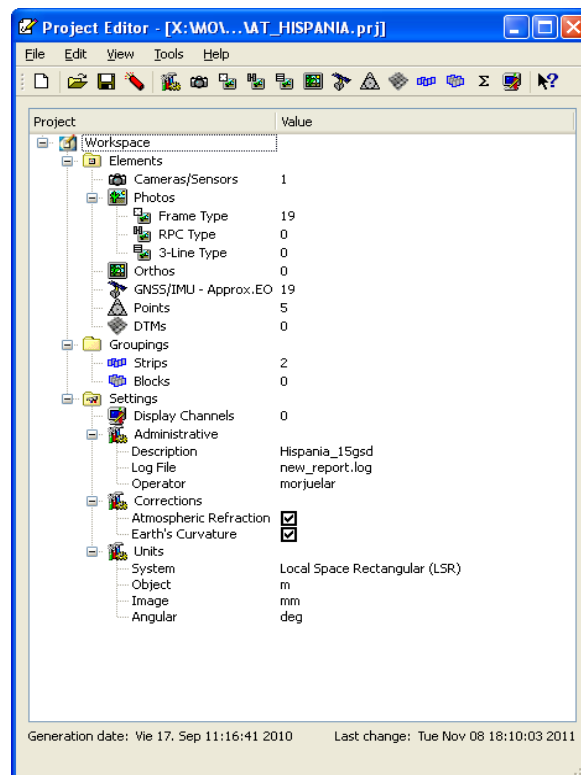 Project Editor - [X:\MO\...\AT_HISPANIA.prj]
File Edit View Tools Help
Project Value
Workspace
Elements
Cameras/Sensors 1
Photos
Frame Type 19
RPC Type 0
3-Line Type 0
Orthos 0
GNSS/IMU - Approx.EO 19
Points 5
DTMs 0
Groupings
Strips 2
Blocks 0
Settings
Display Channels 0
Administrative
Description Hispania_15gsd
Log File new_report.log
Operator morjuelar
Corrections
Atmospheric Refraction
Earth's Curvature
Units
System Local Space Rectangular (LSR)
Object m
Image mm
Angular deg
Generation date: Vie 17. Sep 11:16:41 2010 Last change: Tue Nov 08 18:10:03 2011